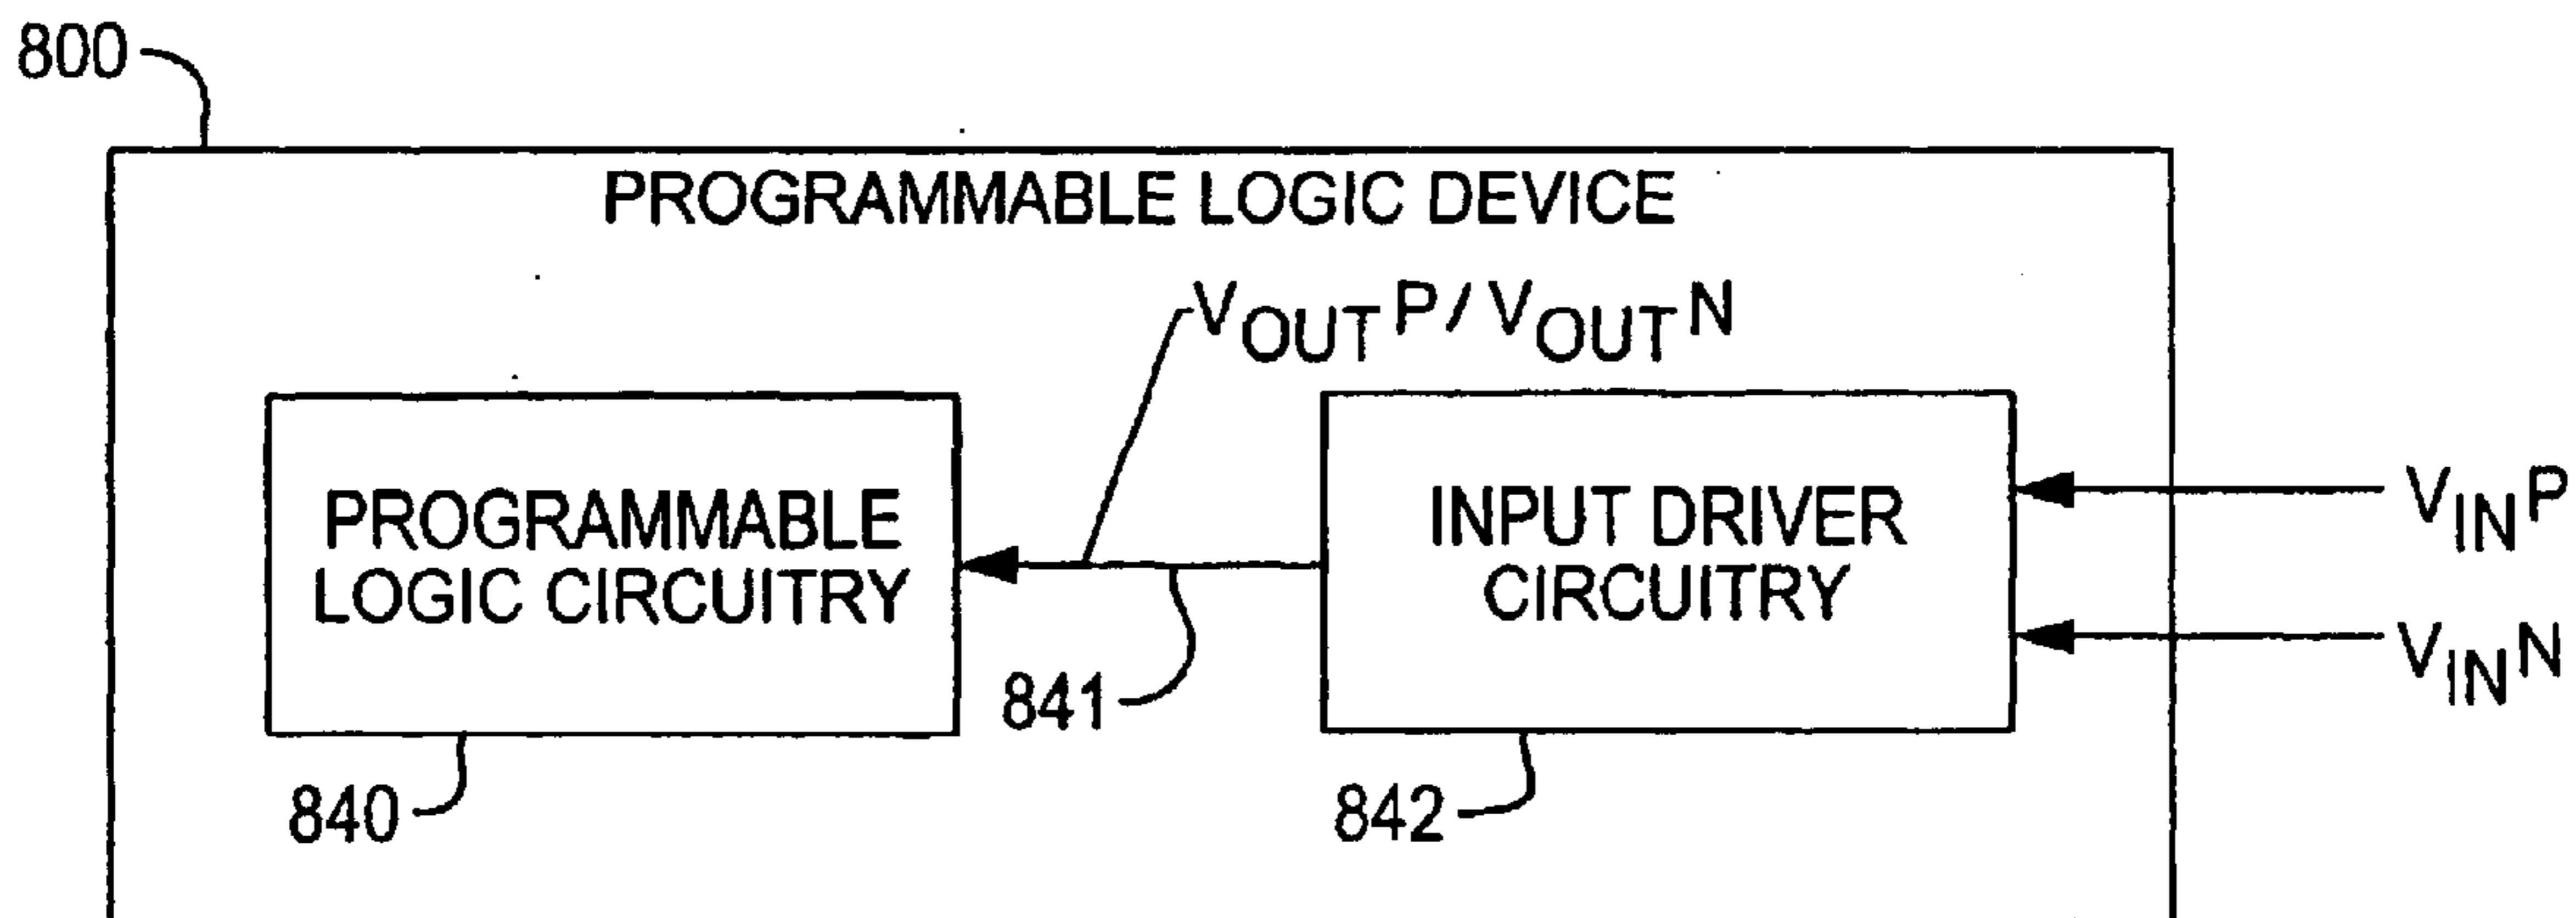 800
PROGRAMMABLE LOGIC DEVICE
VOUTP/VOUTN
PROGRAMMABLE
LOGIC CIRCUITRY
INPUT DRIVER
CIRCUITRY
VINP
VINN
841
840
842